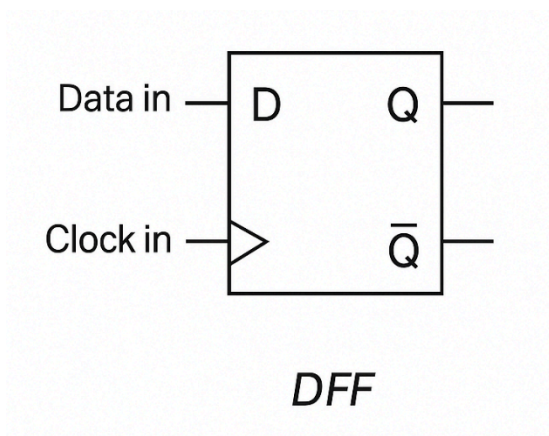 Data in
D
Q
Clock in
Q̅
DFF